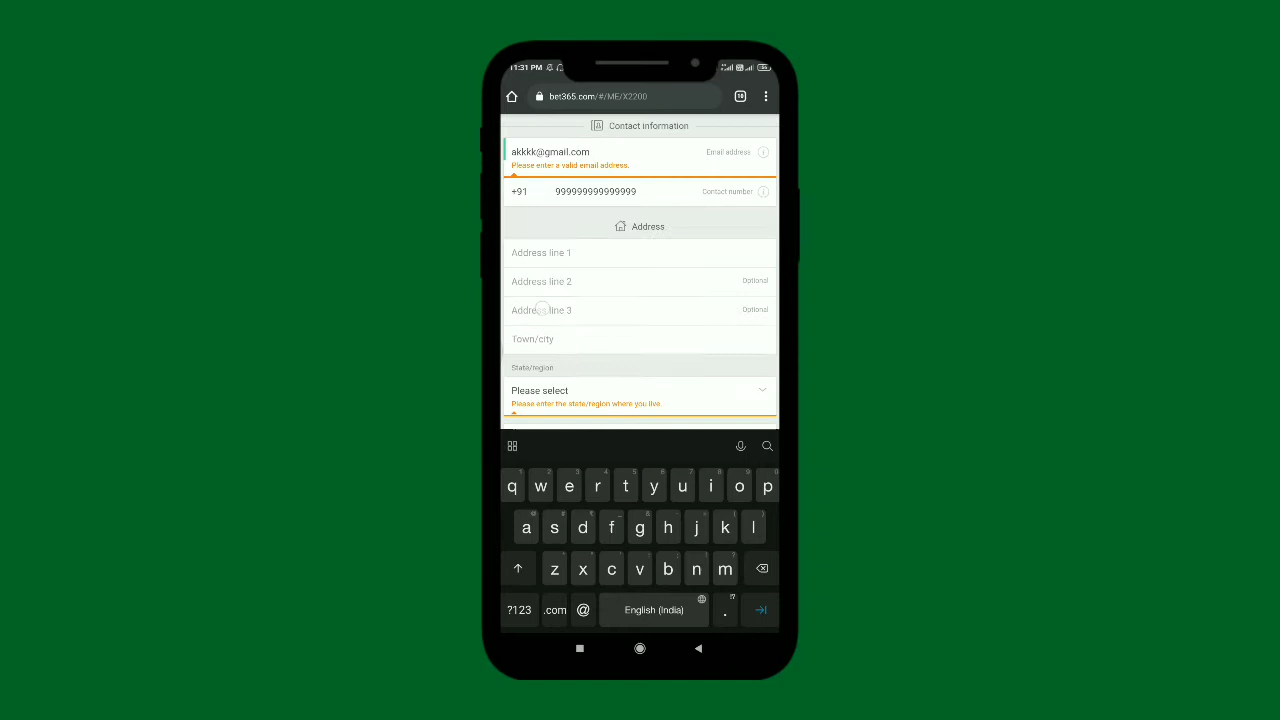 11:31 PM
bet365.com/#/ME/X2200
10
Contact information
akkkk@gmail.com Email address
Please enter a valid email address.
+91 999999999999999 Contact number
Address
Address line 1
Address line 2 Optional
Address line 3 Optional
Town/city
State/region
Please select
Please enter the state/region where you live.
q w e r t y u i o p
a s d f g h j k l
z x c v b n m
?123 .com @ English (India) .